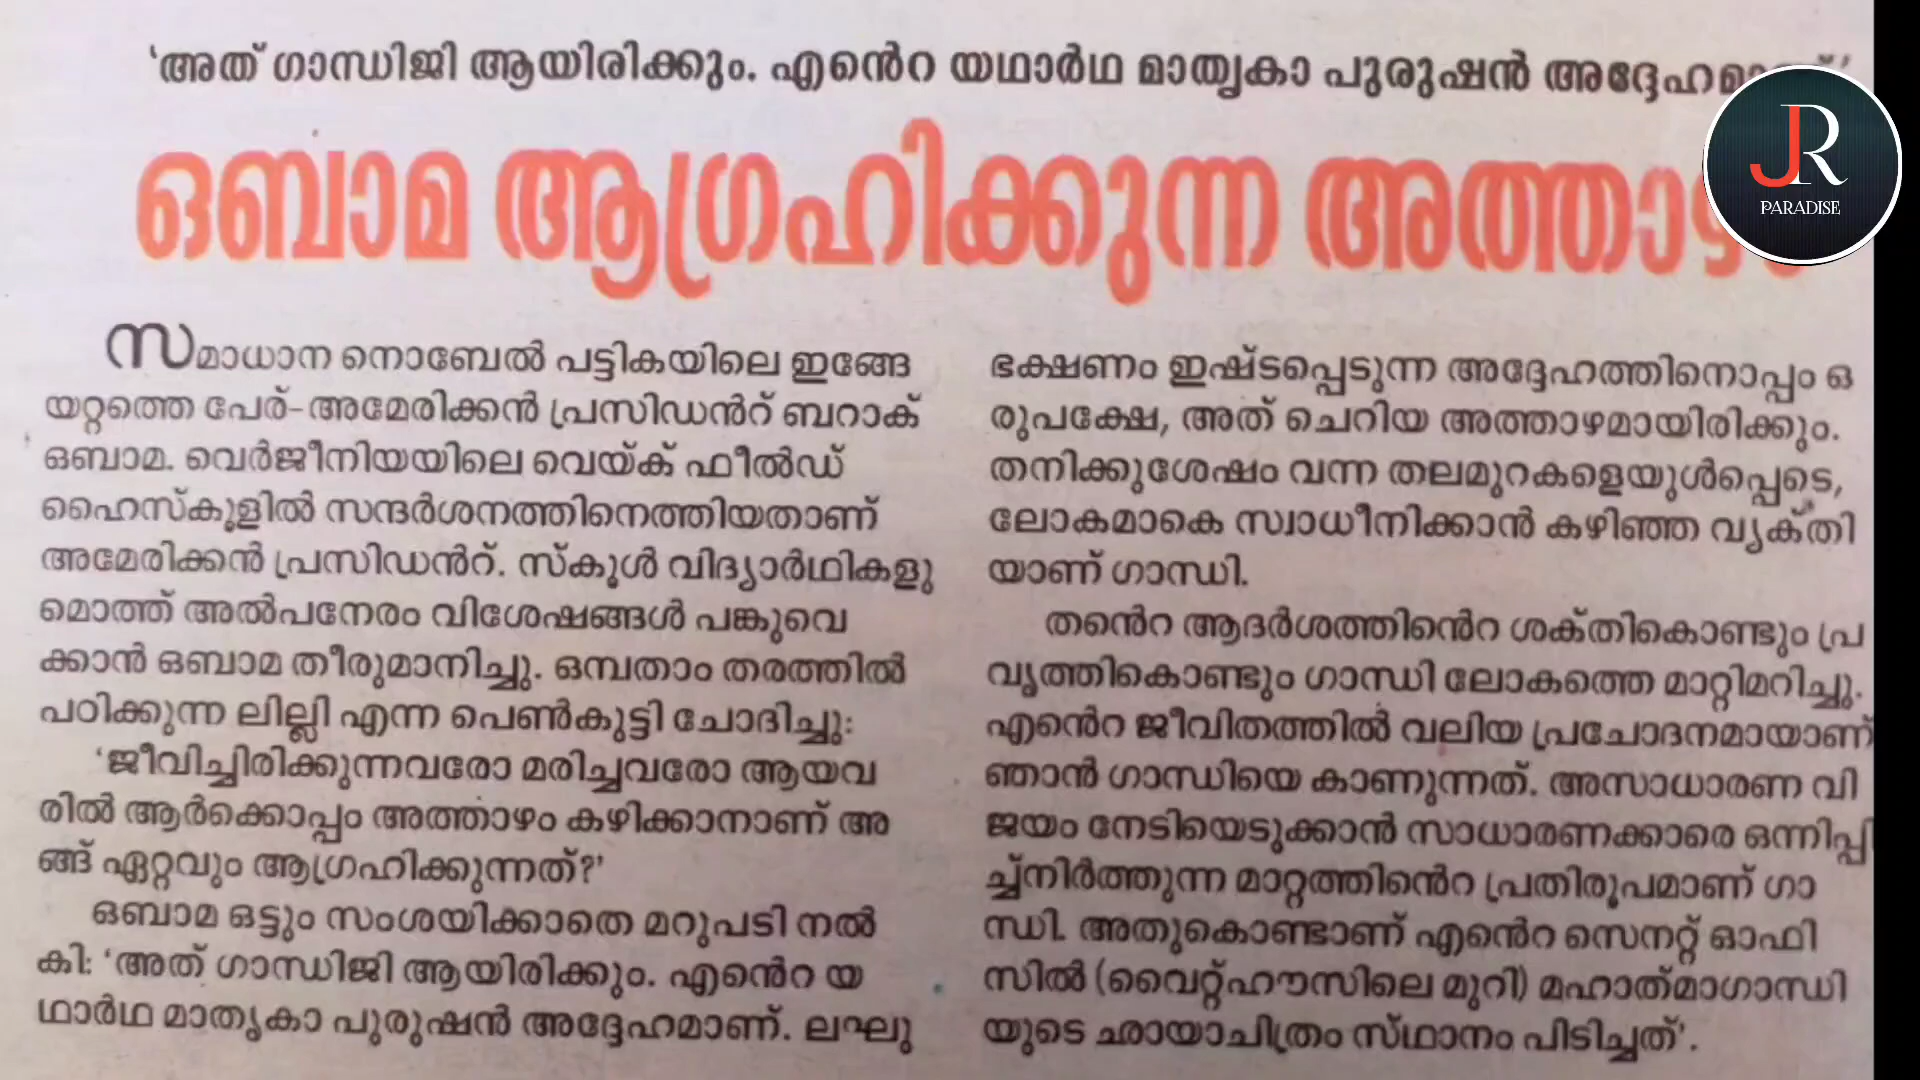 'അത് ഗാന്ധിജി ആയിരിക്കും. എന്റെ യഥാർഥ മാതൃകാ പുരുഷൻ
ഒബാമ ആഗ്രഹിക്കുന്ന
JR
PARADISE
സമാധാന നൊബേൽ പട്ടികയിലെ ഇങ്ങേ
യറ്റത്തെ പേര്-അമേരിക്കൻ പ്രസിഡൻറ് ബറാക്
ഒബാമ. വെർജീനിയയിലെ വെയ്ക് ഫീൽഡ്
ഹൈസ്കൂളിൽ സന്ദർശനത്തിനെത്തിയതാണ്
അമേരിക്കൻ പ്രസിഡൻറ്. സ്കൂൾ വിദ്യാർഥികളു
മൊത്ത് അൽപനേരം വിശേഷങ്ങൾ പങ്കുവെ
ക്കാൻ ഒബാമ തീരുമാനിച്ചു. ഒമ്പതാം തരത്തിൽ
പഠിക്കുന്ന ലില്ലി എന്ന പെൺകുട്ടി ചോദിച്ചു:
'ജീവിച്ചിരിക്കുന്നവരോ മരിച്ചവരോ ആയവ
രിൽ ആർക്കൊപ്പം അത്താഴം കഴിക്കാനാണ് അ
ങ്ങ് ഏറ്റവും ആഗ്രഹിക്കുന്നത്?'
ഒബാമ ഒട്ടും സംശയിക്കാതെ മറുപടി നൽ
കി: 'അത് ഗാന്ധിജി ആയിരിക്കും. എന്റെ യ
ഥാർഥ മാതൃകാ പുരുഷൻ അദ്ദേഹമാണ്. ലഘു
ഭക്ഷണം ഇഷ്ടപ്പെടുന്ന അദ്ദേഹത്തിനൊപ്പം ഒ
രുപക്ഷേ, അത് ചെറിയ അത്താഴമായിരിക്കും.
തനിക്കുശേഷം വന്ന തലമുറകളെയുൾപ്പെടെ,
ലോകമാകെ സ്വാധീനിക്കാൻ കഴിഞ്ഞ വ്യക്തി
യാണ് ഗാന്ധി.
തന്റെ ആദർശത്തിന്റെ ശക്തികൊണ്ടും പ്ര
വൃത്തികൊണ്ടും ഗാന്ധി ലോകത്തെ മാറ്റിമറിച്ചു.
എന്റെ ജീവിതത്തിൽ വലിയ പ്രചോദനമായാണ്
ഞാൻ ഗാന്ധിയെ കാണുന്നത്. അസാധാരണ വി
ജയം നേടിയെടുക്കാൻ സാധാരണക്കാരെ ഒന്നിപ്പി
ച്ച്നിർത്തുന്ന മാറ്റത്തിന്റെ പ്രതിരൂപമാണ് ഗാ
ന്ധി. അതുകൊണ്ടാണ് എന്റെ സെനറ്റ് ഓഫി
സിൽ (വൈറ്റ്ഹൗസിലെ മുറി) മഹാത്മാഗാന്ധി
യുടെ ഛായാചിത്രം സ്ഥാനം പിടിച്ചത്'.